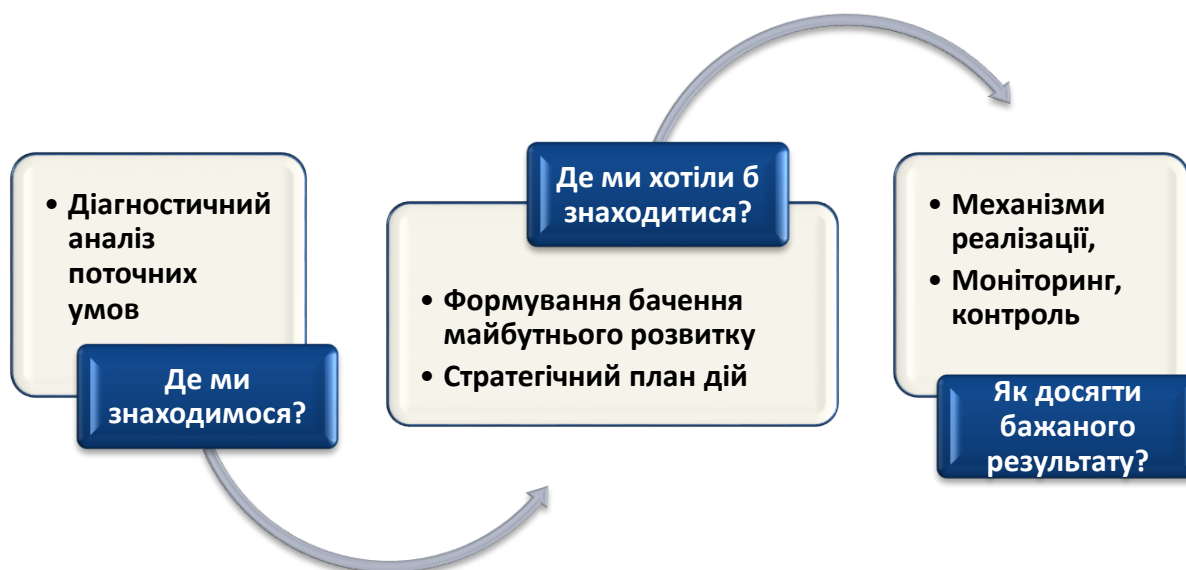 • Діагностичний
аналіз
поточних
умов
Де ми
знаходимося?
Де ми хотіли б
знаходитися?
• Формування бачення
майбутнього розвитку
• Стратегічний план дій
• Механізми
реалізації,
• Моніторинг,
контроль
Як досягти
бажаного
результату?